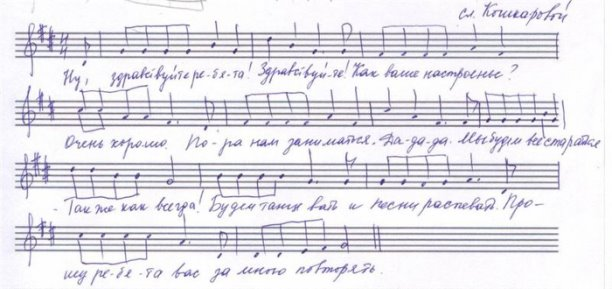 сл. Кошкаровой
Ну, здравствуйте ре-бя-та! Здравствуй-те! Как ваше настроенье?
Очень хорошо. По-ра нам заниматься. Да-да-да. Мы будем все стараться
- Так же как всегда! Будем танце вать и песни распевать. Про-
шу ре-бя-та вас за мною повторять.